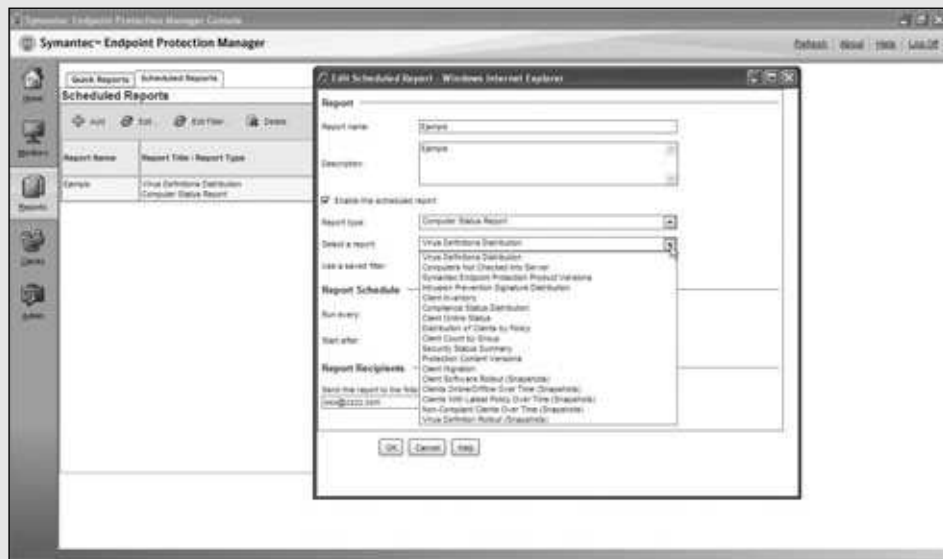 Symantec Endpoint Protection Manager Console
Symantec™ Endpoint Protection Manager
Refresh | About | Help | Log Off
Home
Monitors
Reports
Clients
Admin
Quick Reports
Scheduled Reports
Scheduled Reports
Add
Edit...
Edit Filter...
Delete
Report Name
Report Title - Report Type
Example
Virus Definitions Distribution
Computer Status Report
Edit Scheduled Report - Windows Internet Explorer
Report
Report name:
Example
Description:
Example
Enable this scheduled report
Report type:
Computer Status Report
Select a report:
Virus Definitions Distribution
Use a saved filter:
Virus Definitions Distribution
Computers Not Checked Into Server
Symantec Endpoint Protection Product Versions
Intrusion Prevention Signature Distribution
Client Inventory
Compliance Status Distribution
Client Online Status
Distribution of Clients by Policy
Client Count by Group
Security Status Summary
Protection Content Versions
Client Migration
Client Software Rollout (Snapshots)
Clients Online/Offline Over Time (Snapshots)
Clients With Latest Policy Over Time (Snapshots)
Non-Compliant Clients Over Time (Snapshots)
Virus Definition Rollout (Snapshots)
Report Schedule
Run every:
Start after:
Report Recipients
Send this report to the
OK
Cancel
Help